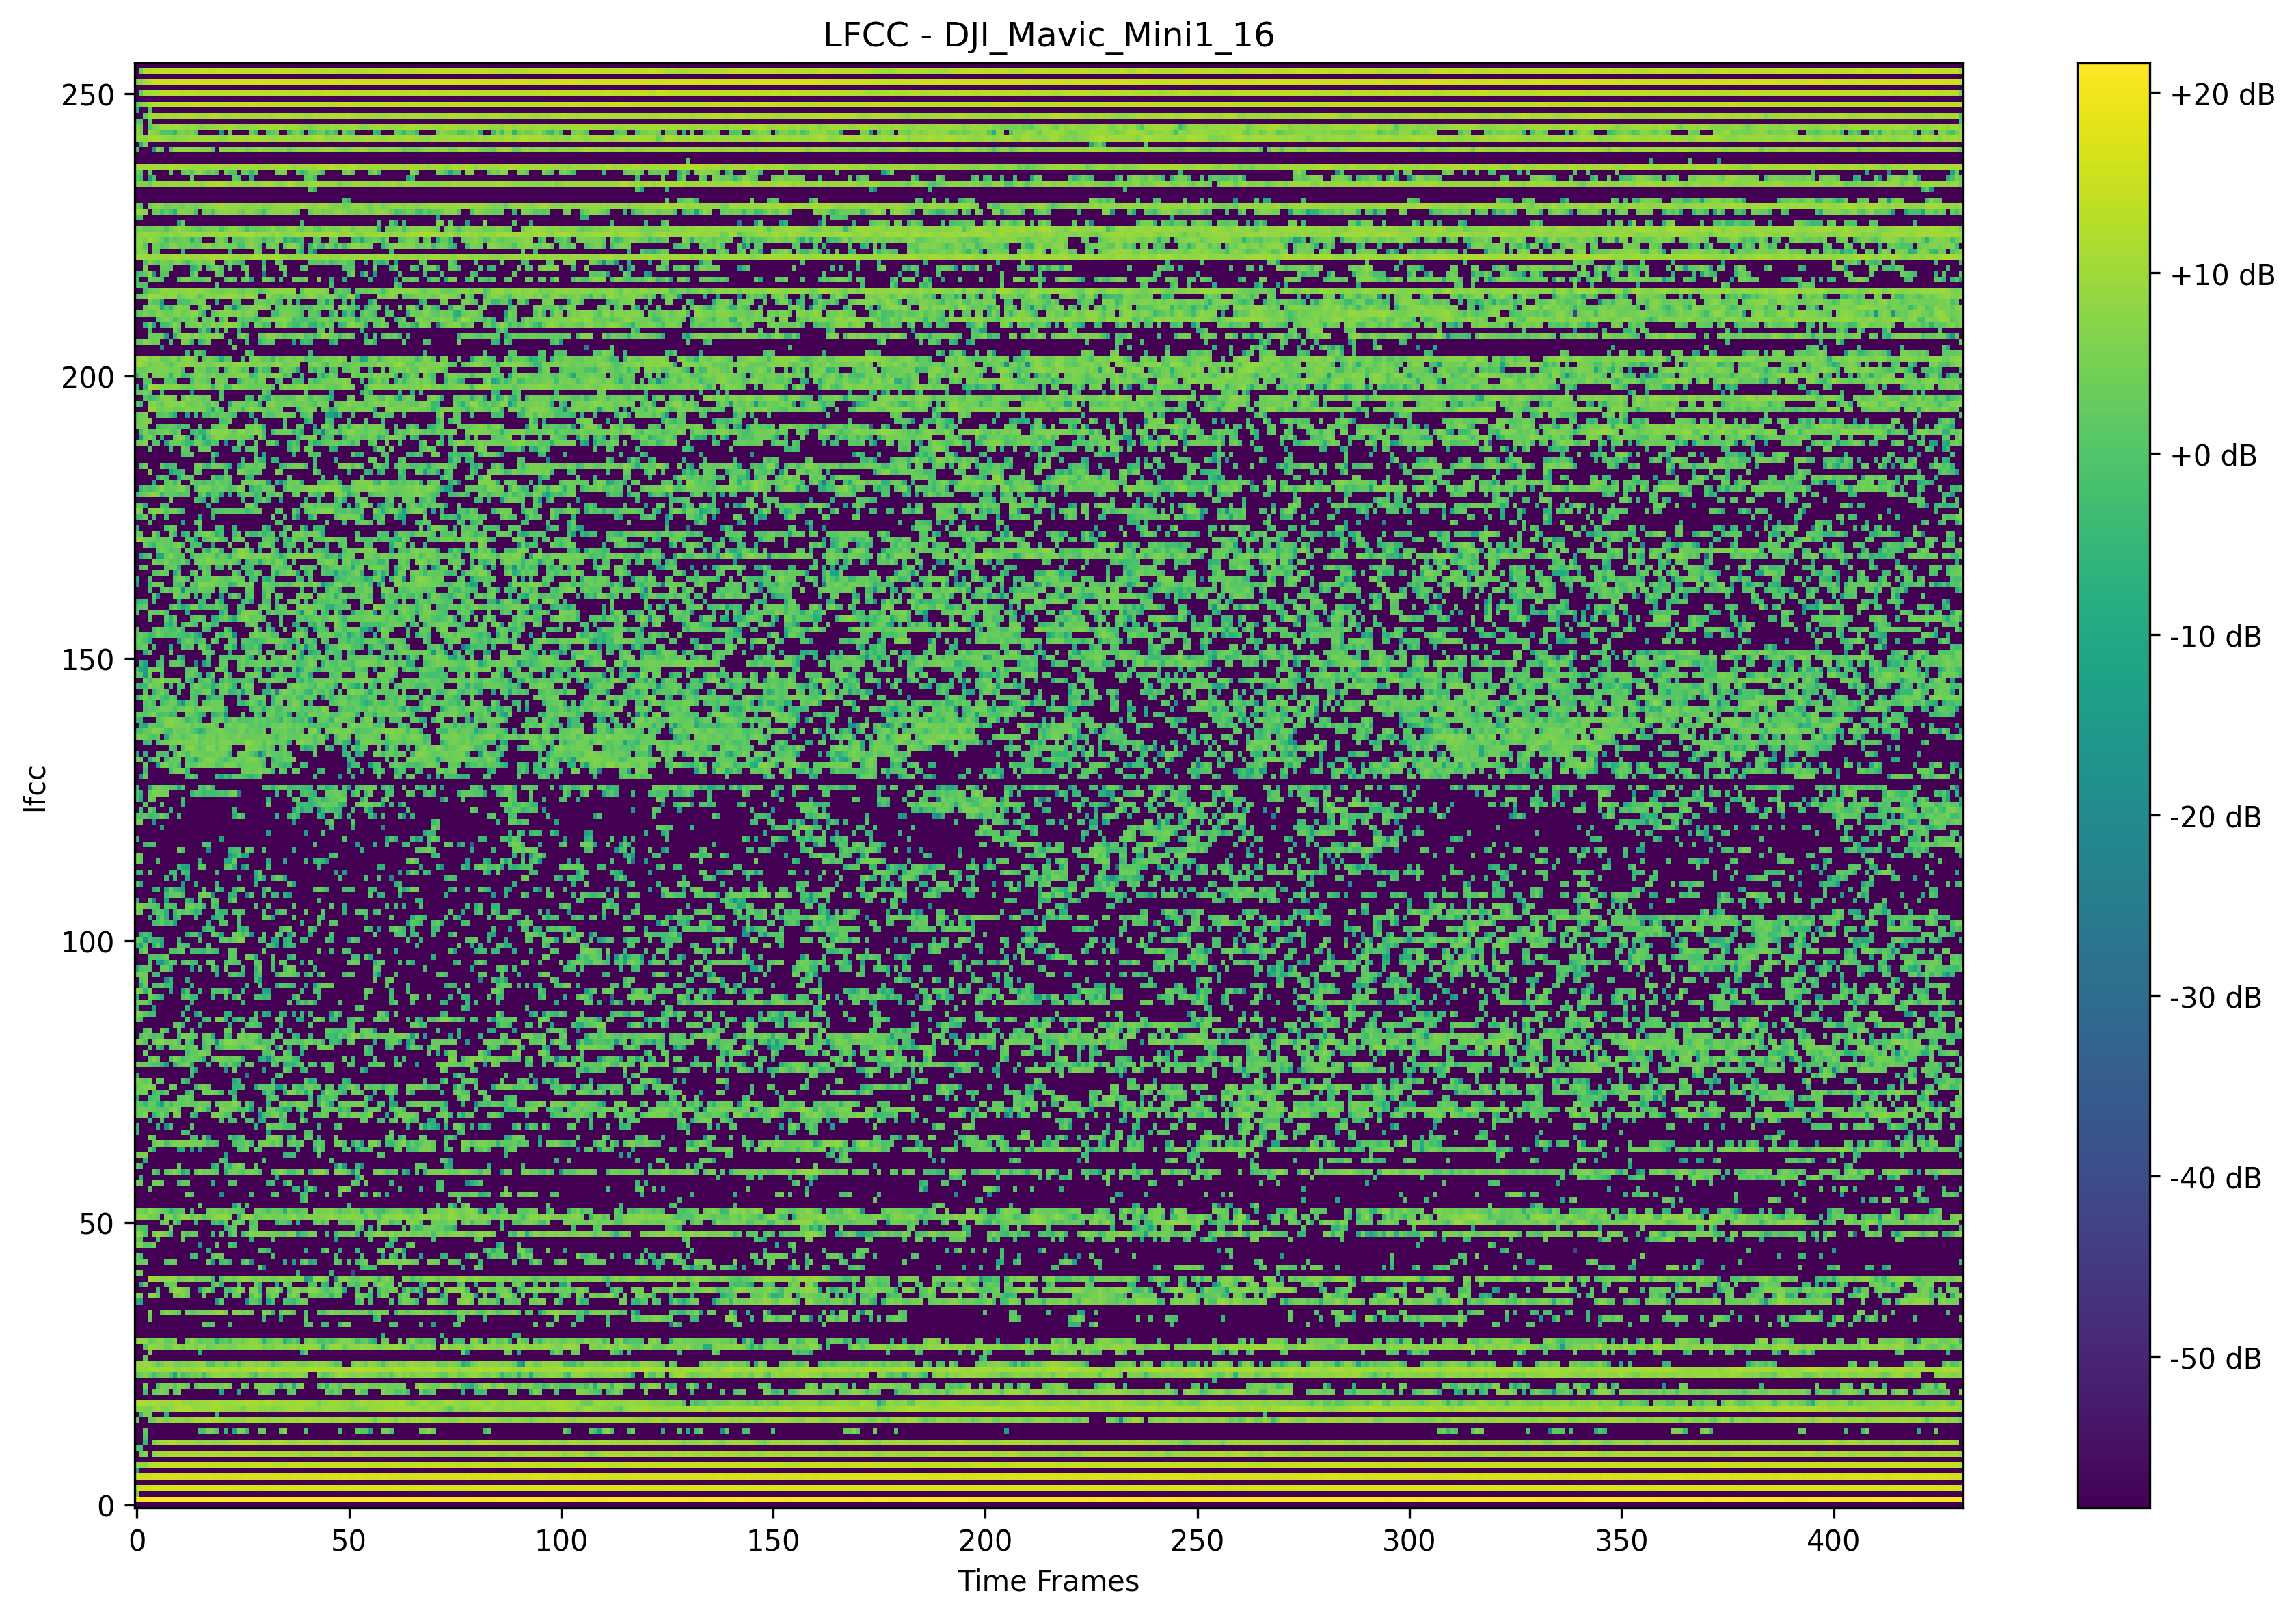 LFCC - DJI_Mavic_Mini1_16
250
200
150
100
50
0
lfcc
0 50 100 150 200 250 300 350 400
Time Frames
+20 dB
+10 dB
+0 dB
-10 dB
-20 dB
-30 dB
-40 dB
-50 dB